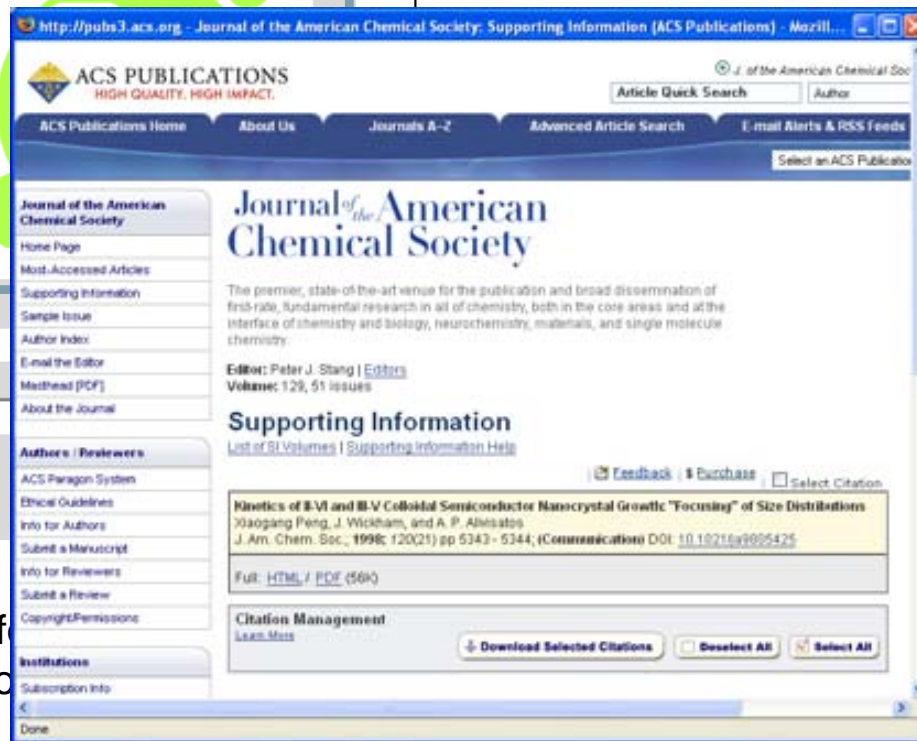 http://pubs3.acs.org - Journal of the American Chemical Society: Supporting Information (ACS Publications) - Mozill...
ACS PUBLICATIONS
HIGH QUALITY. HIGH IMPACT.
J. of the American Chemical Soc
Article Quick Search
Author
ACS Publications Home
About Us
Journals A-Z
Advanced Article Search
E-mail Alerts & RSS Feeds
Select an ACS Publication
Journal of the American
Chemical Society
Home Page
Most-Accessed Articles
Supporting Information
Sample Issue
Author Index
E-mail the Editor
Masthead [PDF]
About the Journal
Authors / Reviewers
ACS Paragon System
Ethical Guidelines
Info for Authors
Submit a Manuscript
Info for Reviewers
Submit a Review
Copyright/Permissions
Institutions
Subscription Info
Journal of the American
Chemical Society
The premier, state-of-the-art venue for the publication and broad dissemination of
first-rate, fundamental research in all of chemistry, both in the core areas and at the
interface of chemistry and biology, neurochemistry, materials, and single molecule
chemistry.
Editor: Peter J. Stang | Editors
Volume: 129, 51 issues
Supporting Information
List of SI Volumes | Supporting Information Help
Feedback | $ Purchase | Select Citation
Kinetics of II-VI and III-V Colloidal Semiconductor Nanocrystal Growth: "Focusing" of Size Distributions
Xiaogang Peng, J. Wickham, and A. P. Alivisatos
J. Am. Chem. Soc., 1998; 120(21) pp 5343 - 5344; (Communication) DOI:
Full: HTML / PDF (56K)
Citation Management
Learn More
Download Selected Citations
Deselect All
Select All
Done